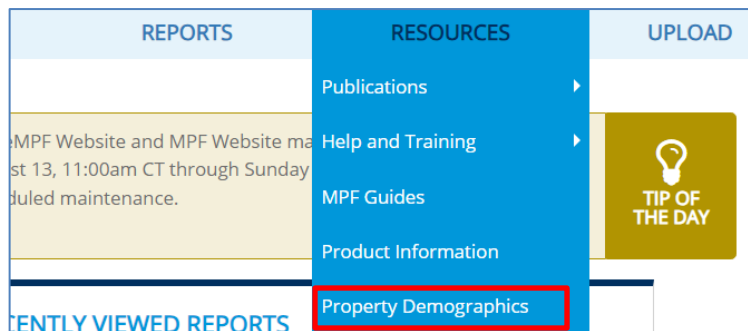 REPORTS RESOURCES UPLOAD
Publications
eMPF Website and MPF Website ma
Help and Training
st 13, 11:00am CT through Sunday
duled maintenance.
MPF Guides
TIP OF
THE DAY
Product Information
Property Demographics
CENTLY VIEWED REPORTS